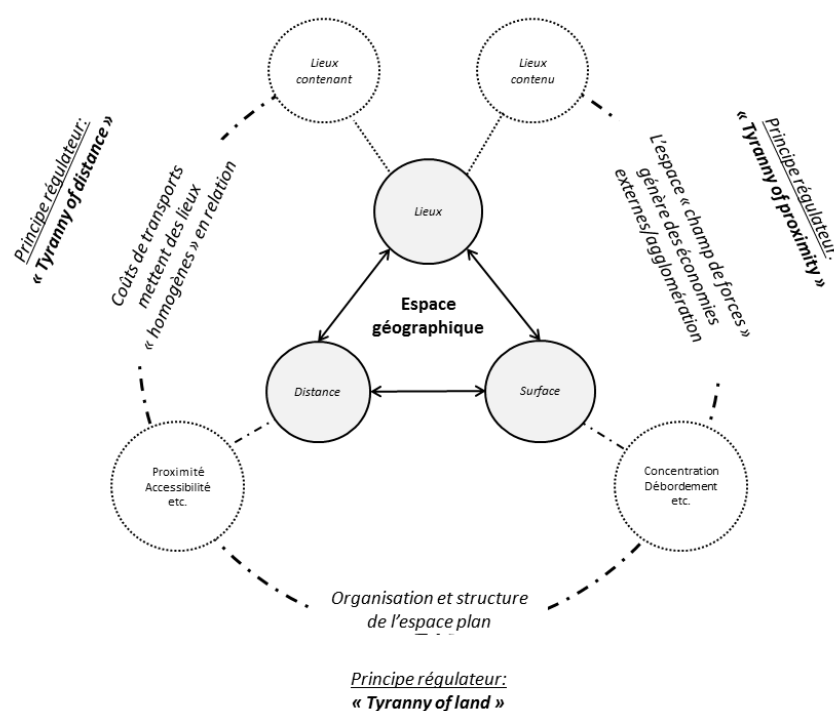 Lieux
contenant
Lieux
contenu
Principe régulateur:
« Tyranny of distance »
Coûts de transports
mettent des lieux
« homogènes » en relation
Lieux
L'espace « champ de forces »
génère des économies
externes/agglomération
Principe régulateur:
« Tyranny of proximity »
Espace
géographique
Distance
Surface
Proximité
Accessibilité
etc.
Concentration
Débordement
etc.
Organisation et structure
de l'espace plan
Principe régulateur:
« Tyranny of land »